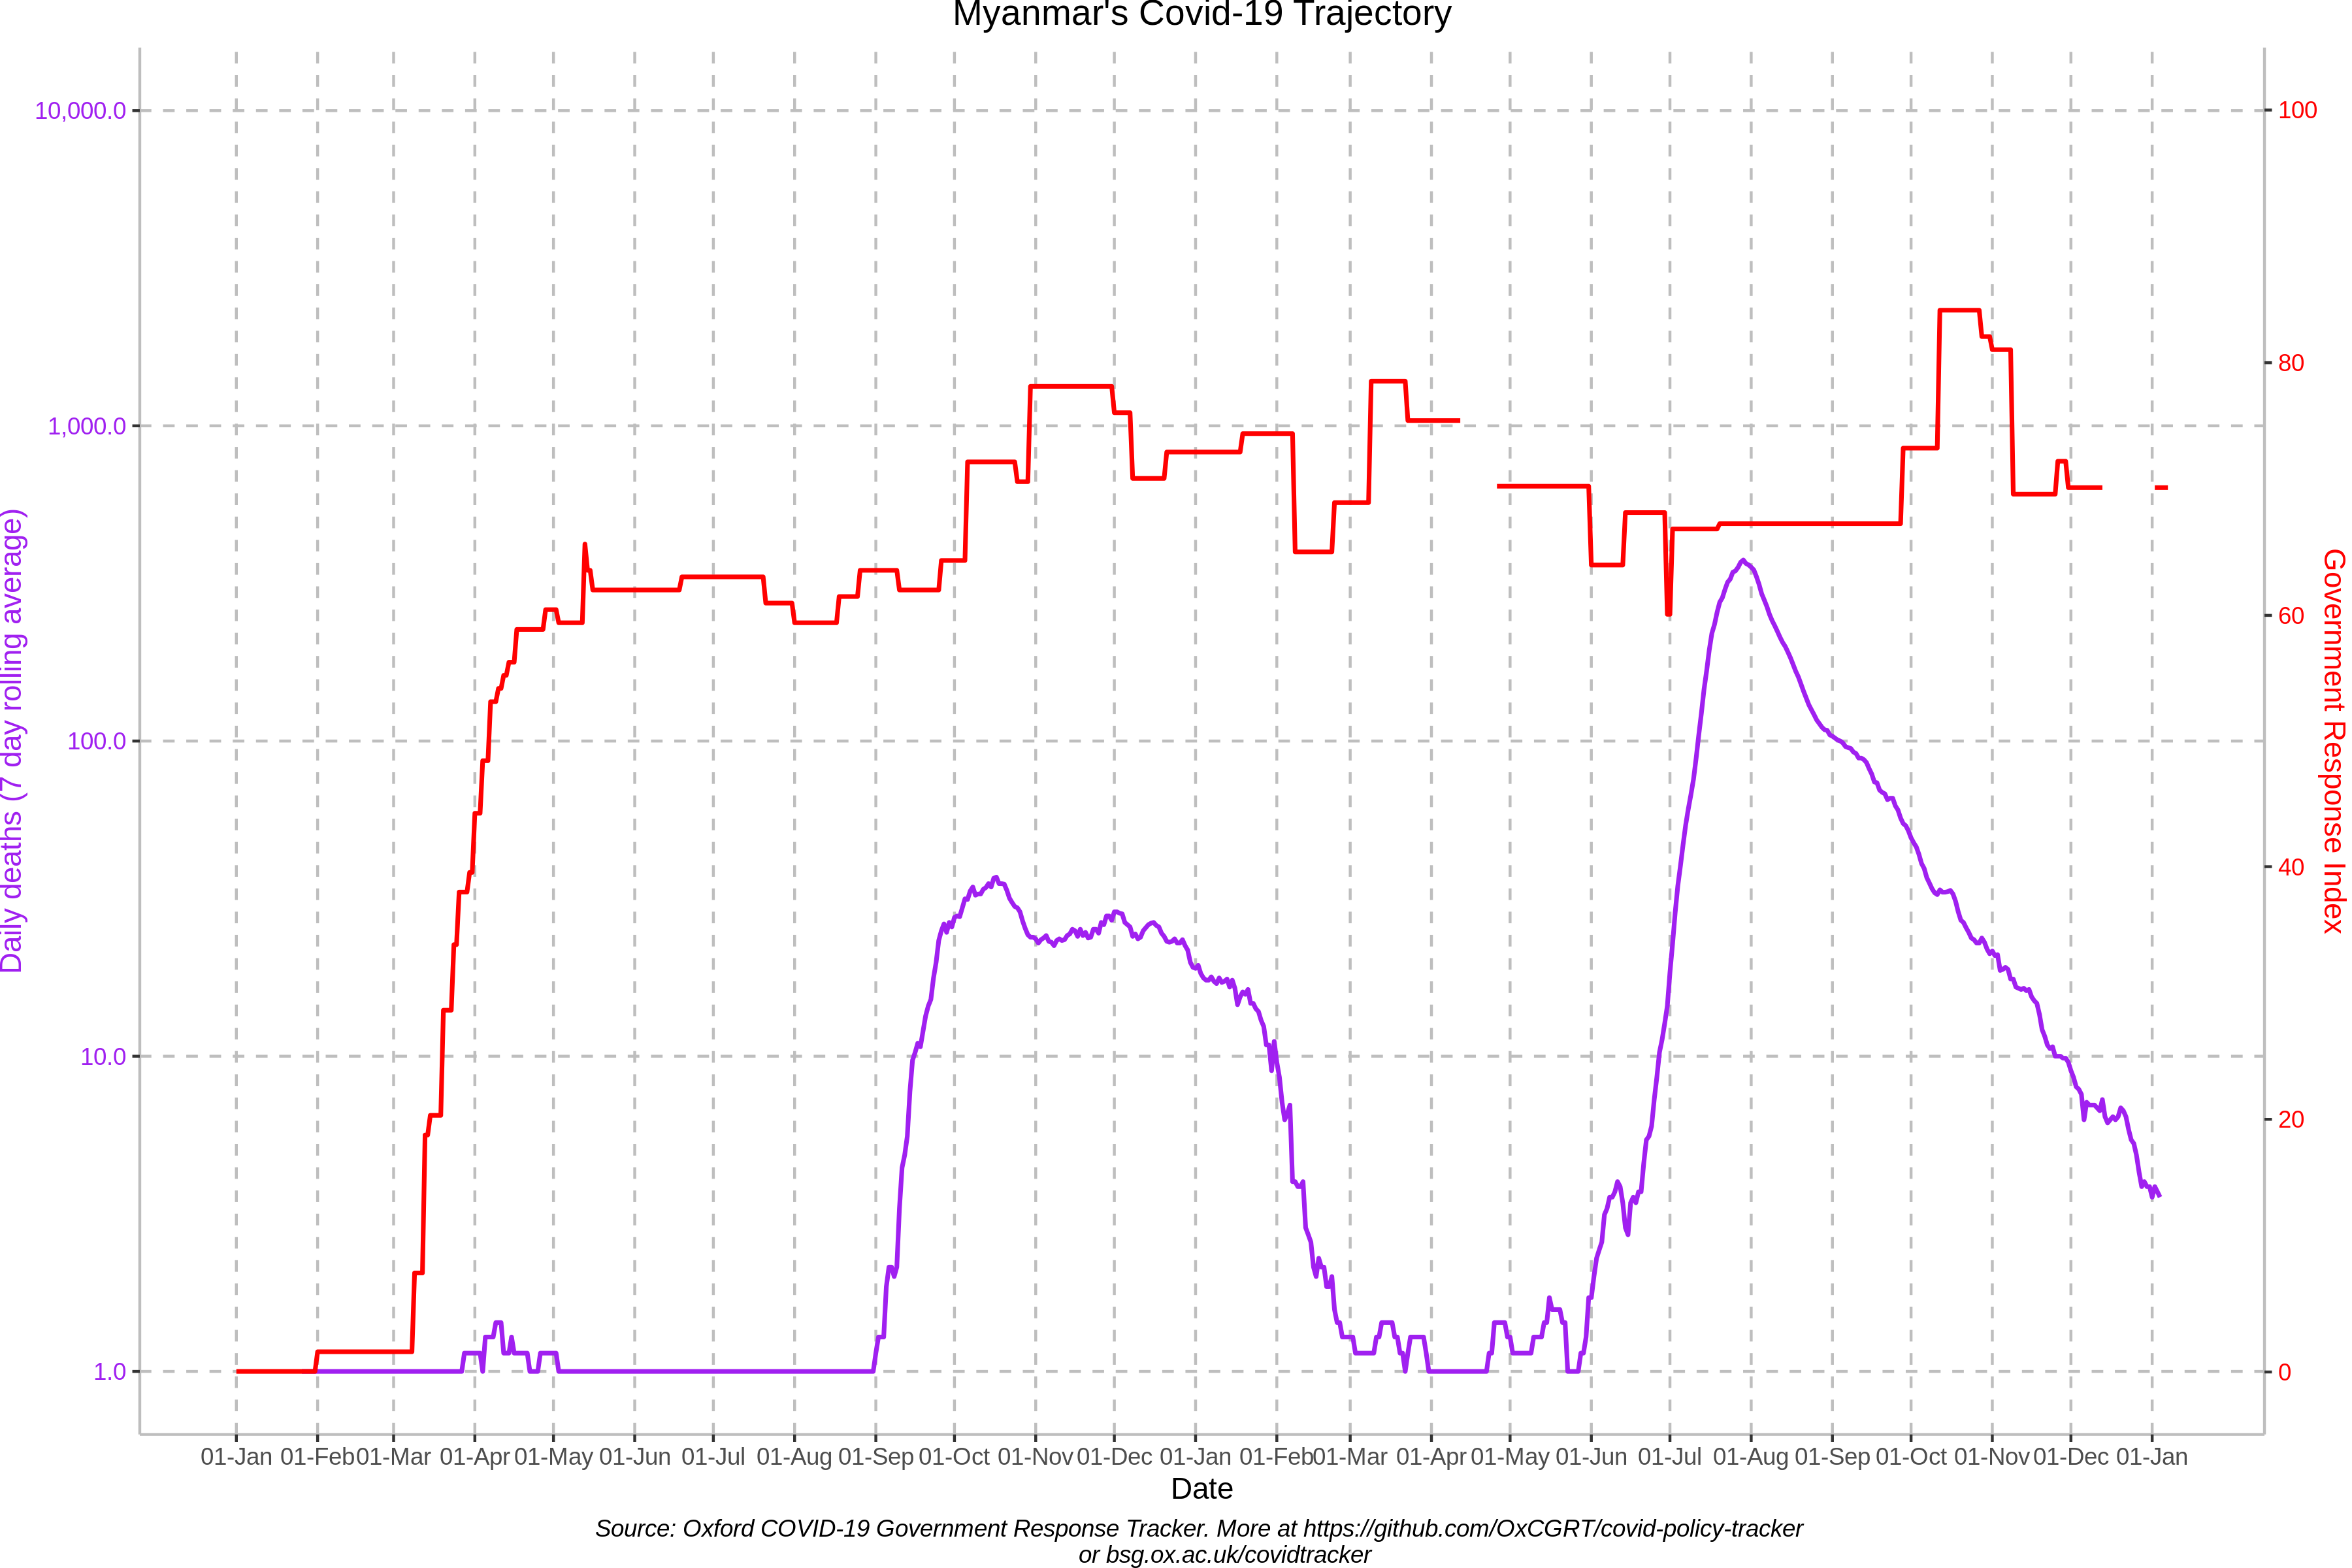 Myanmar's Covid-19 Trajectory
10,000.0
1,000.0
100.0
10.0
1.0
Daily deaths (7 day rolling average)
100
80
60
40
20
0
Government Response Index
01-Jan 01-Feb 01-Mar 01-Apr 01-May 01-Jun 01-Jul 01-Aug 01-Sep 01-Oct 01-Nov 01-Dec 01-Jan 01-Feb 01-Mar 01-Apr 01-May 01-Jun 01-Jul 01-Aug 01-Sep 01-Oct 01-Nov 01-Dec 01-Jan
Date
Source: Oxford COVID-19 Government Response Tracker. More at https://github.com/OxCGRT/covid-policy-tracker
or bsg.ox.ac.uk/covidtracker